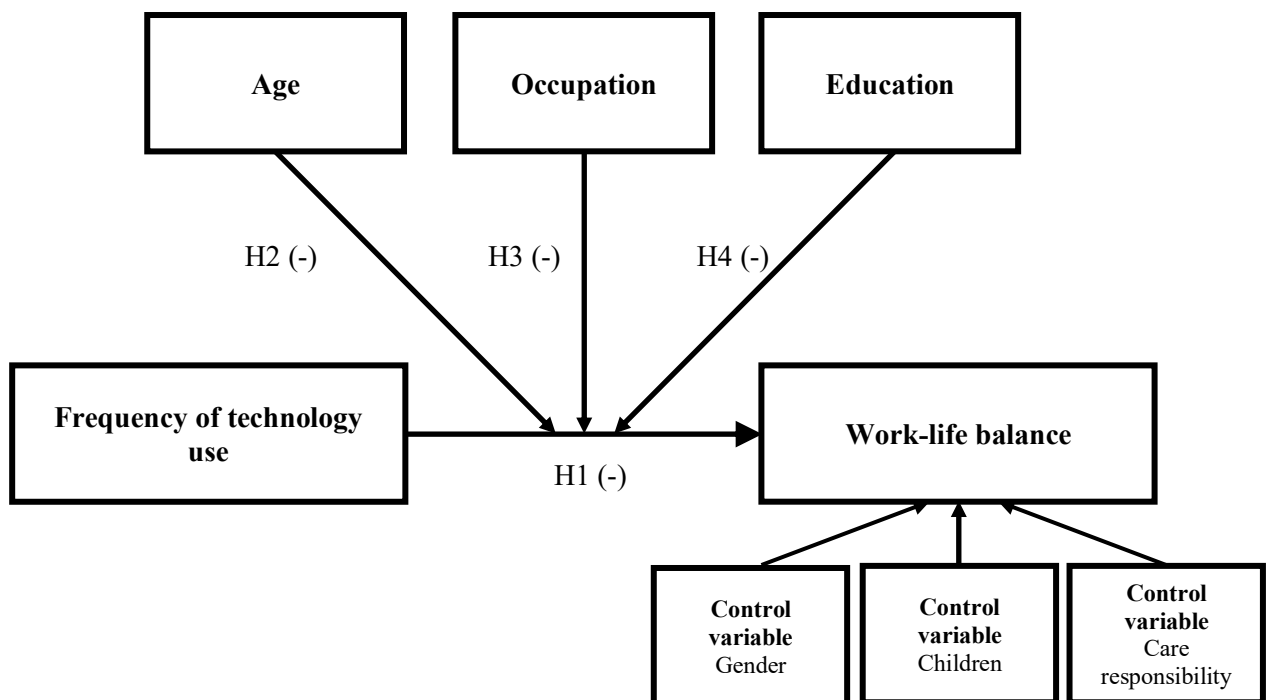 Age
Occupation
Education
H2 (-)
H3 (-)
H4 (-)
Frequency of technology
use
H1 (-)
Work-life balance
Control
variable
Gender
Control
variable
Children
Control
variable
Care
responsibility